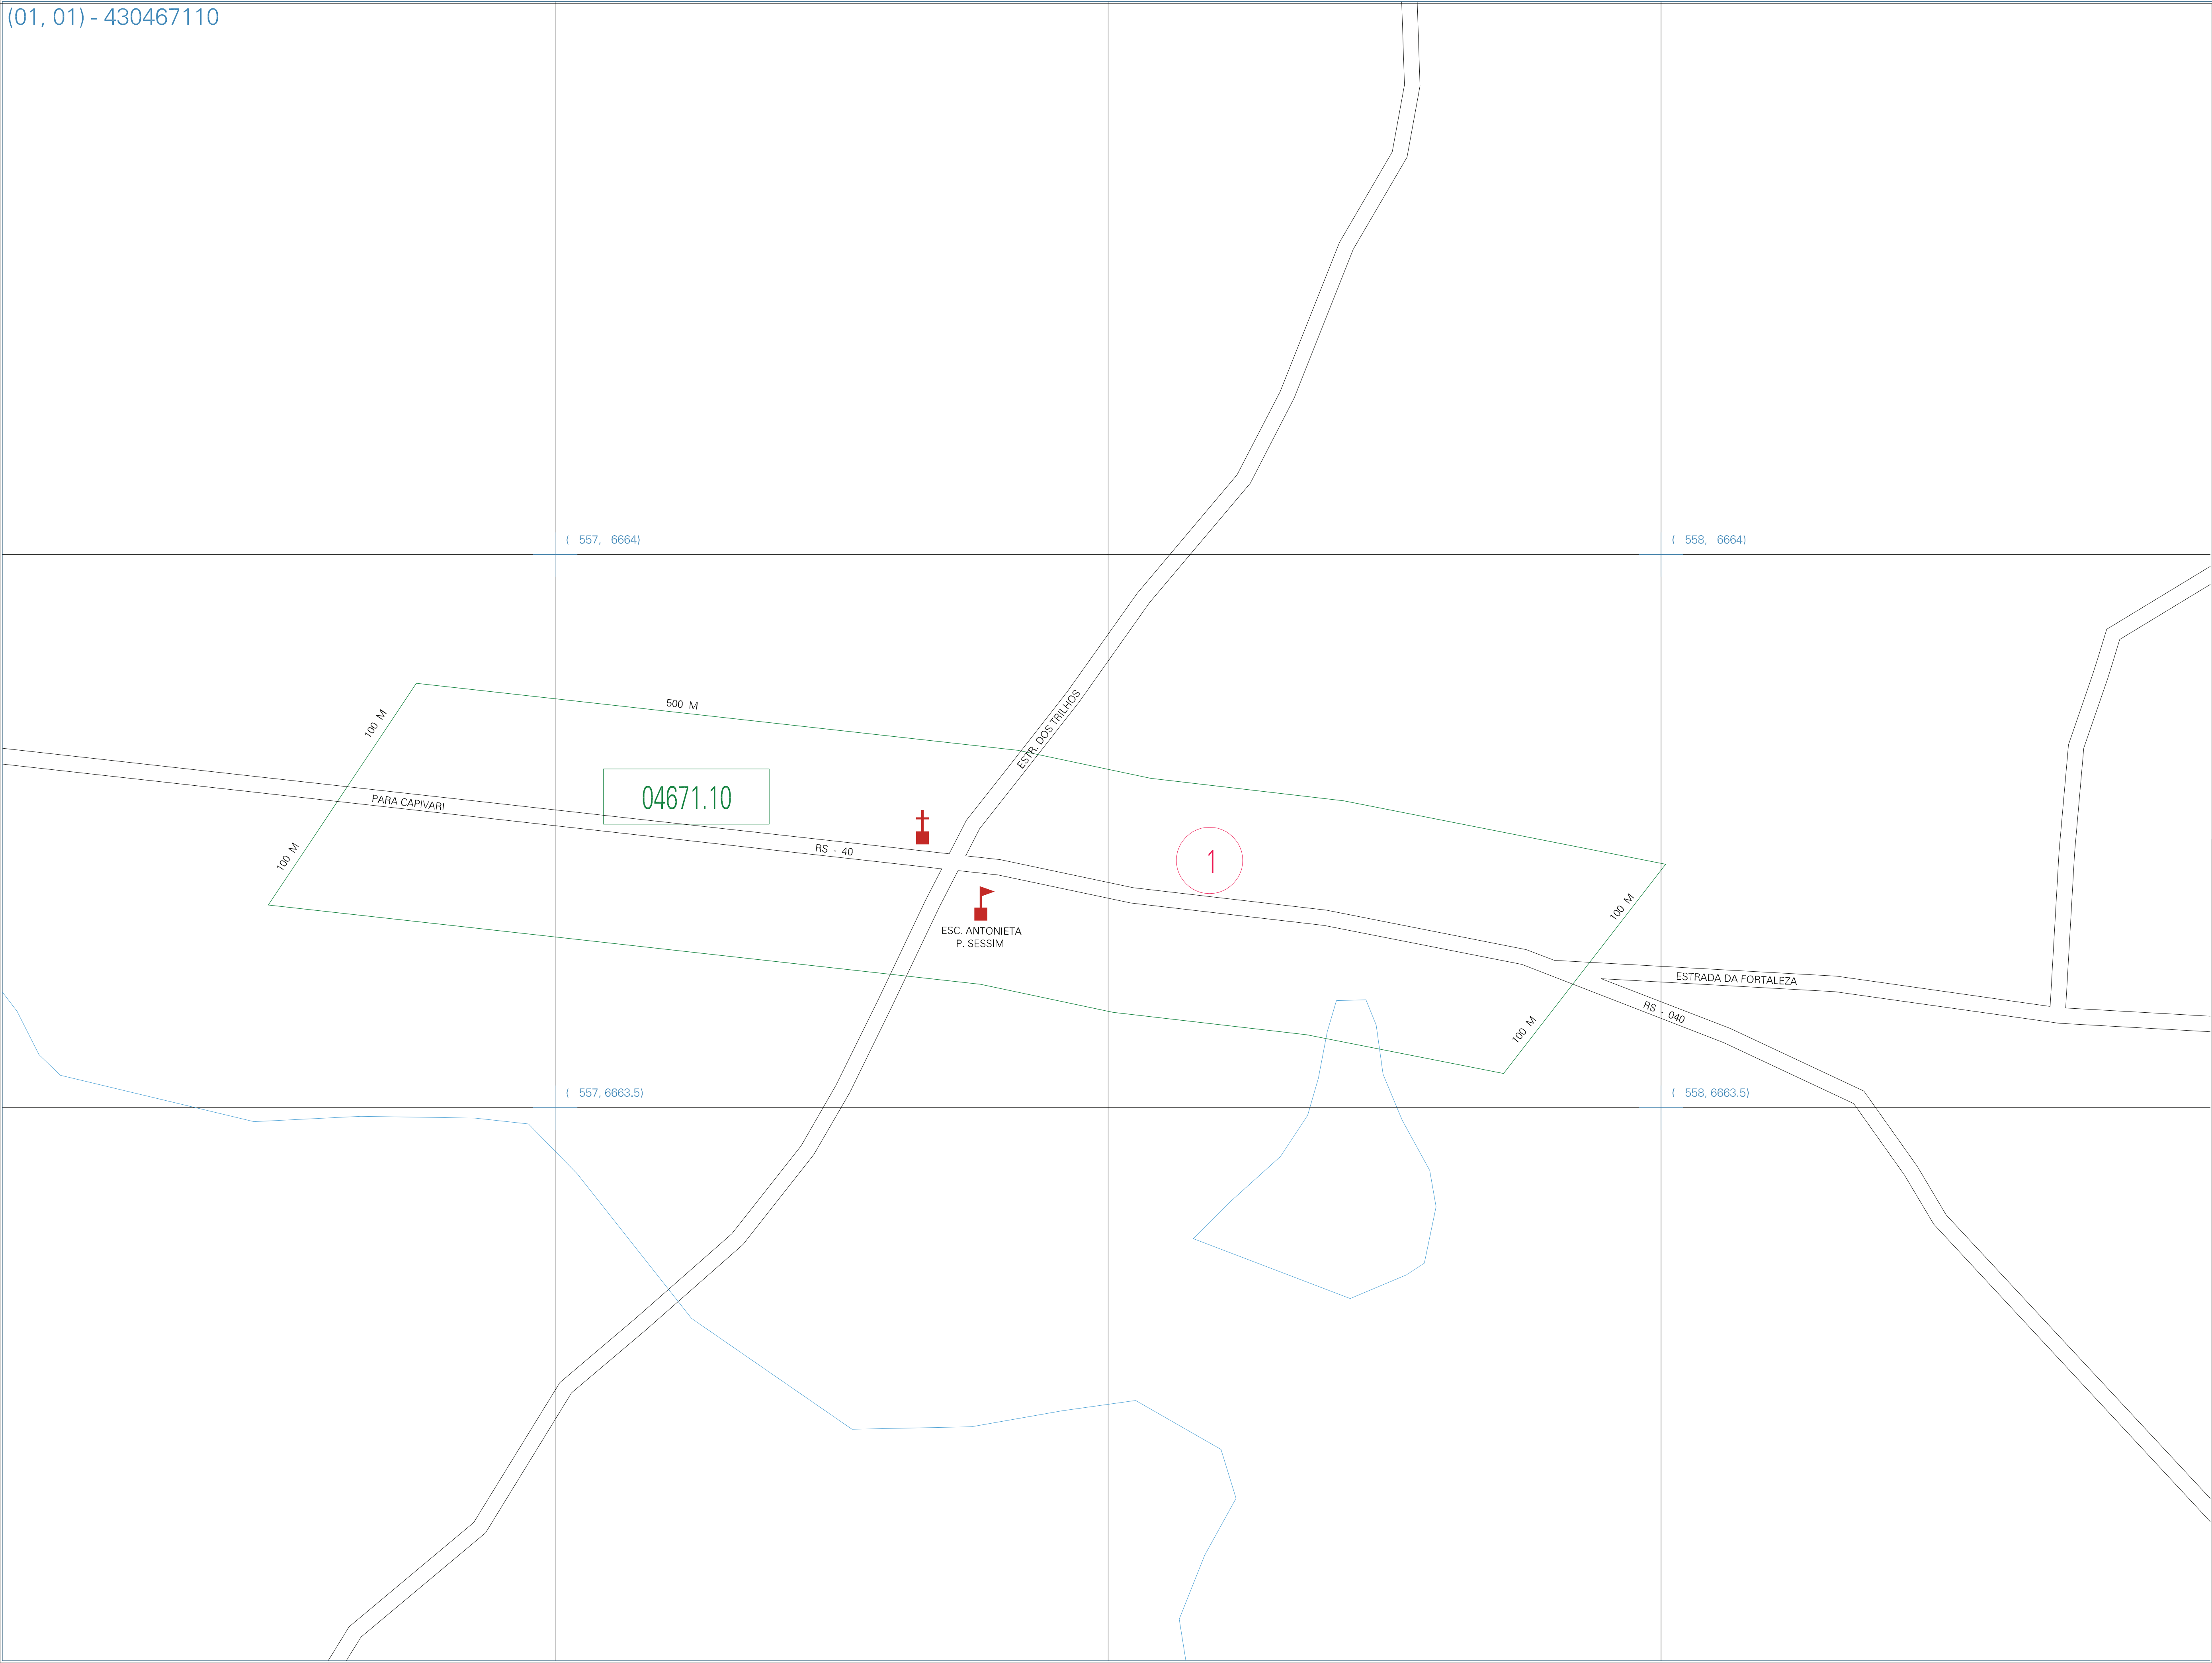 (01, 01) - 430467110
( 557, 6664)
( 558, 6664)
500 M
100 M
ESTR. DOS TRILHOS
04671.10
PARA CAPIVARI
RS - 40
100 M
1
100 M
ESC. ANTONIETA
P. SESSIM
ESTRADA DA FORTALEZA
RS - 040
100 M
( 557, 6663.5)
( 558, 6663.5)